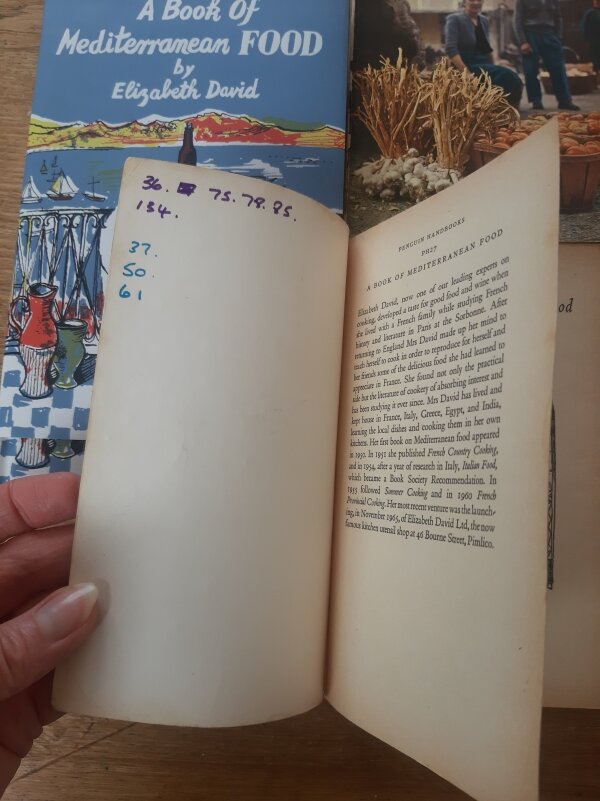 A Book Of
Mediterranean FOOD
by
Elizabeth David
36. 75. 79. 85.
154.
37.
50.
61
PENGUIN HANDBOOKS
PH27
A BOOK OF MEDITERRANEAN FOOD
Elizabeth David, now one of our leading experts on
cooking, developed a taste for good food and wine when
she lived with a French family while studying French
history and literature in Paris at the Sorbonne. After
returning to England Mrs David made up her mind to
teach herself to cook in order to reproduce for herself and
her friends some of the delicious food she had learned to
appreciate in France. She found not only the practical
side but the literature of cookery of absorbing interest and
has been studying it ever since. Mrs David has lived and
kept house in France, Italy, Greece, Egypt, and India,
learning the local dishes and cooking them in her own
kitchens. Her first book on Mediterranean food appeared
in 1950. In 1951 she published French Country Cooking,
and in 1954, after a year of research in Italy, Italian Food,
which became a Book Society Recommendation. In
1955 followed Summer Cooking and in 1960 French
Provincial Cooking. Her most recent venture was the launch-
ing, in November 1965, of Elizabeth David Ltd, the now
famous kitchen utensil shop at 46 Bourne Street, Pimlico.
od